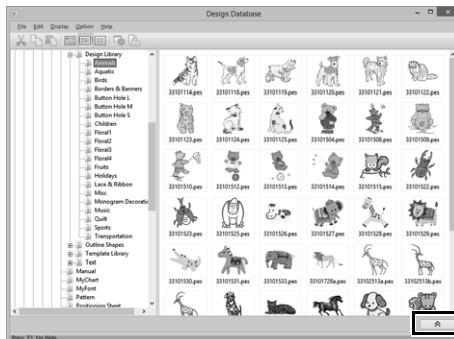 Design Database
File Edit Display Option Help
Design Library
Animals
Aquatic
Birds
Borders & Banners
Button Hole L
Button Hole M
Button Hole S
Children
Floral1
Floral2
Floral3
Floral4
Fruits
Holidays
Lace & Ribbon
Misc
Monogram Decoratio
Music
Quilt
Sports
Transportation
Outline Shapes
Template Library
Text
Manual
MyChart
MyFont
Pattern
Positioning Sheet
33101114.pes 33101118.pes 33101119.pes 33101120.pes 33101121.pes 33101122.pes
33101123.pes 33101124.pes 33101125.pes 33101504.pes 33101508.pes 33101509.pes
33101510.pes 33101512.pes 33101513.pes 33101514.pes 33101515.pes 33101522.pes
33101523.pes 33101525.pes 33101526.pes 33101527.pes 33101528.pes 33101529.pes
33101530.pes 33101531.pes 33101533.pes 33101728a.pes 33102513a.pes 33102513b.pes
Press 'F1' for Help.